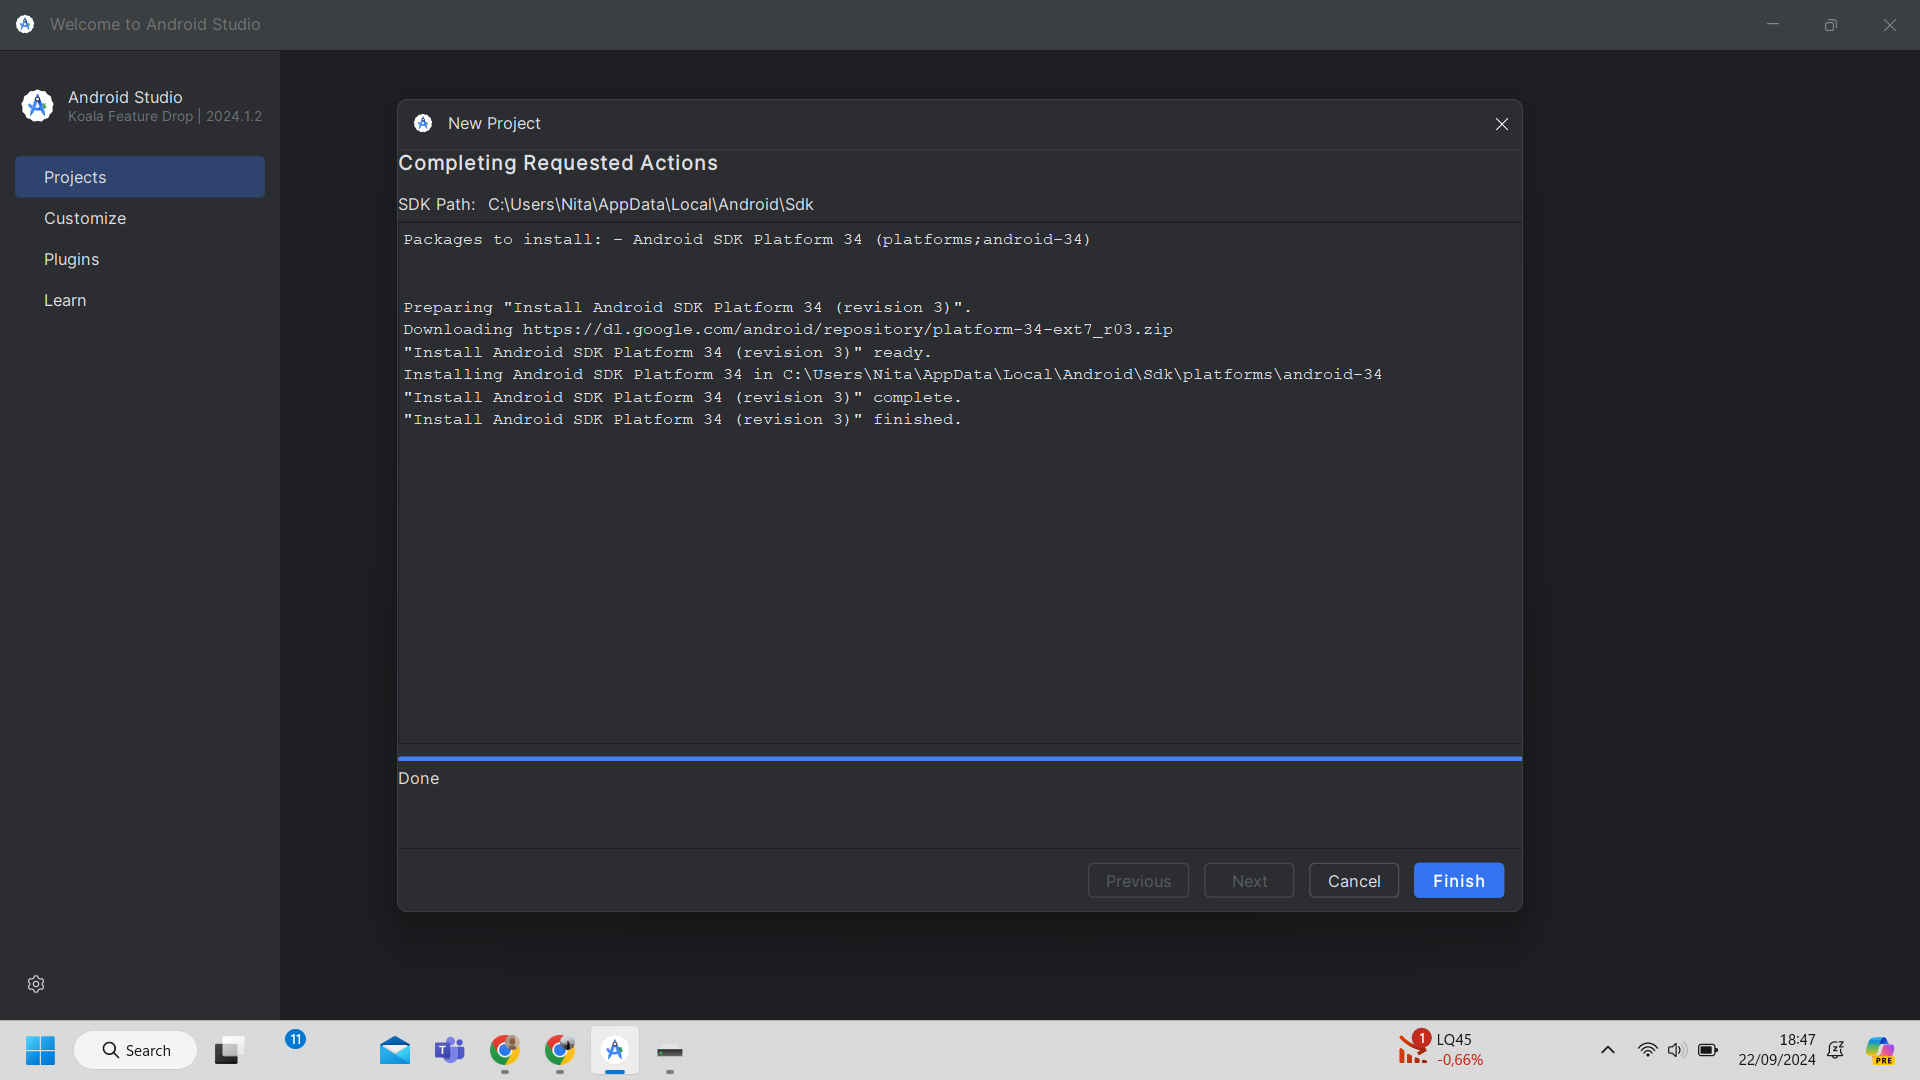 Welcome to Android Studio
Android Studio
Koala Feature Drop | 2024.1.2
Projects
Customize
Plugins
Learn
New Project
Completing Requested Actions
SDK Path: C:\Users\Nita\AppData\Local\Android\Sdk
Packages to install: - Android SDK Platform 34 (platforms;android-34)
Preparing "Install Android SDK Platform 34 (revision 3)".
Downloading https://dl.google.com/android/repository/platform-34-ext7_r03.zip
"Install Android SDK Platform 34 (revision 3)" ready.
Installing Android SDK Platform 34 in C:\Users\Nita\AppData\Local\Android\Sdk\platforms\android-34
"Install Android SDK Platform 34 (revision 3)" complete.
"Install Android SDK Platform 34 (revision 3)" finished.
Done
Previous
Next
Cancel
Finish
Search
11
1
LQ45
-0,66%
18:47
22/09/2024
PRE